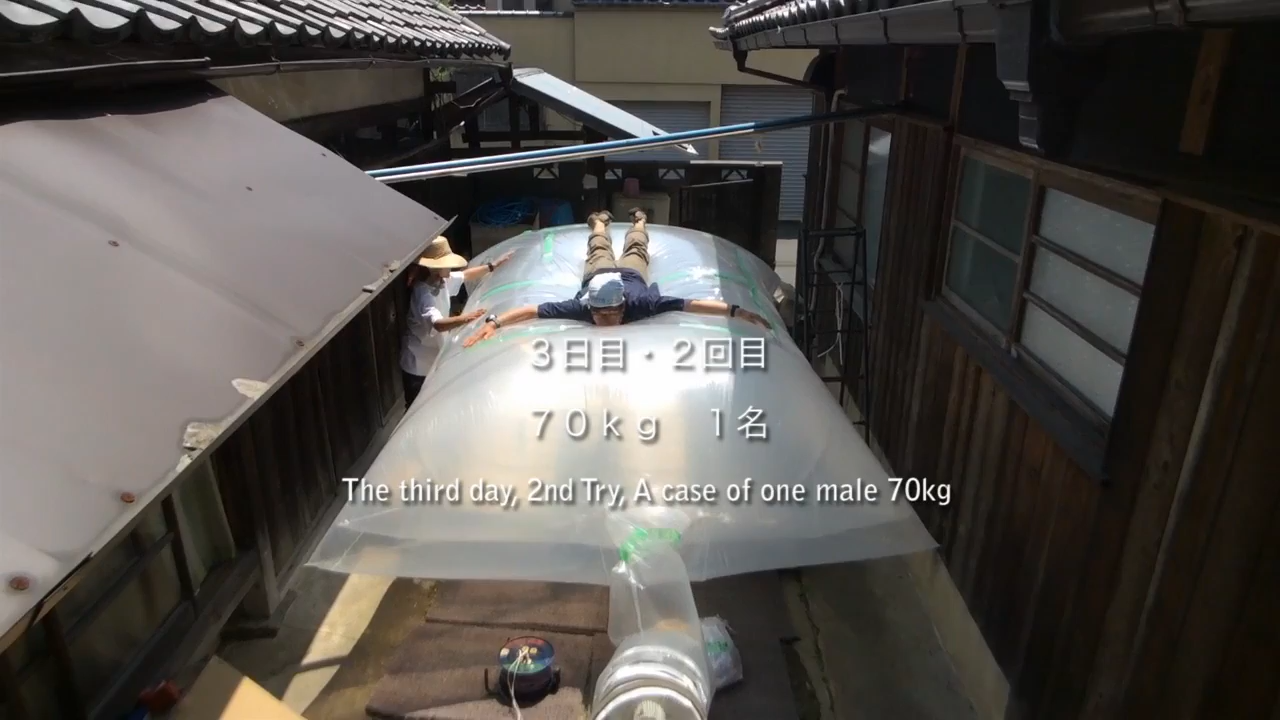 ３日目・２回目
７０ｋｇ　１名
The third day, 2nd Try, A case of one male 70kg